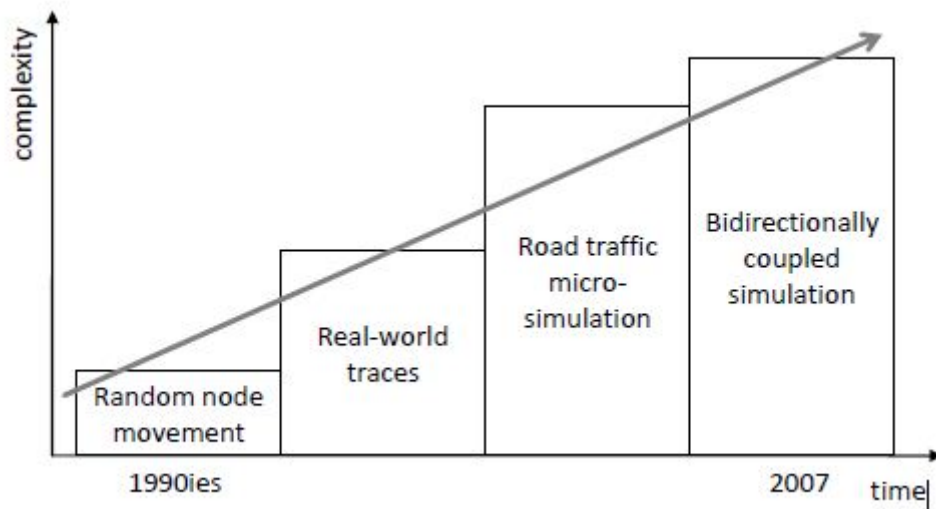 complexity
Bidirectionally
coupled
simulation
Road traffic
micro-
simulation
Real-world
traces
Random node
movement
1990ies
2007
time